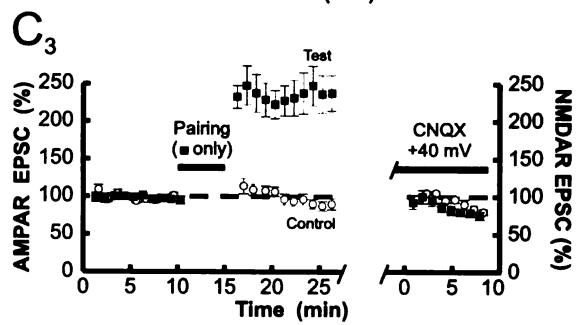 C3
Test
250
200
150
100
50
0
AMPAR EPSC (%)
Pairing
(■ only)
Control
0
5
10
15
20
25
Time (min)
CNQX
+40 mV
0
5
10
250
200
150
100
50
0
NMDAR EPSC (%)